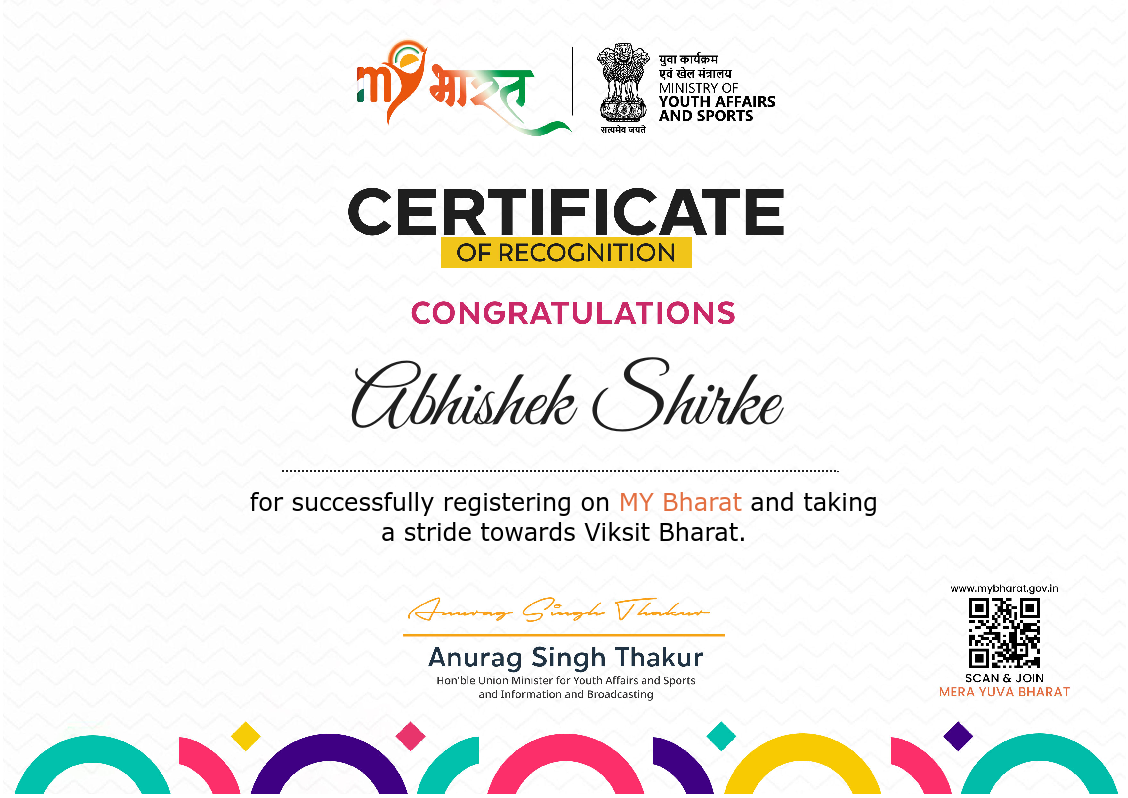 my भारत
युवा कार्यक्रम
एवं खेल मंत्रालय
MINISTRY OF
YOUTH AFFAIRS
AND SPORTS
सत्यमेव जयते
CERTIFICATE
OF RECOGNITION
CONGRATULATIONS
Abhishek Shirke
for successfully registering on MY Bharat and taking
a stride towards Viksit Bharat.
Anurag Singh Thakur
Anurag Singh Thakur
Hon'ble Union Minister for Youth Affairs and Sports
and Information and Broadcasting
www.mybharat.gov.in
SCAN & JOIN
MERA YUVA BHARAT